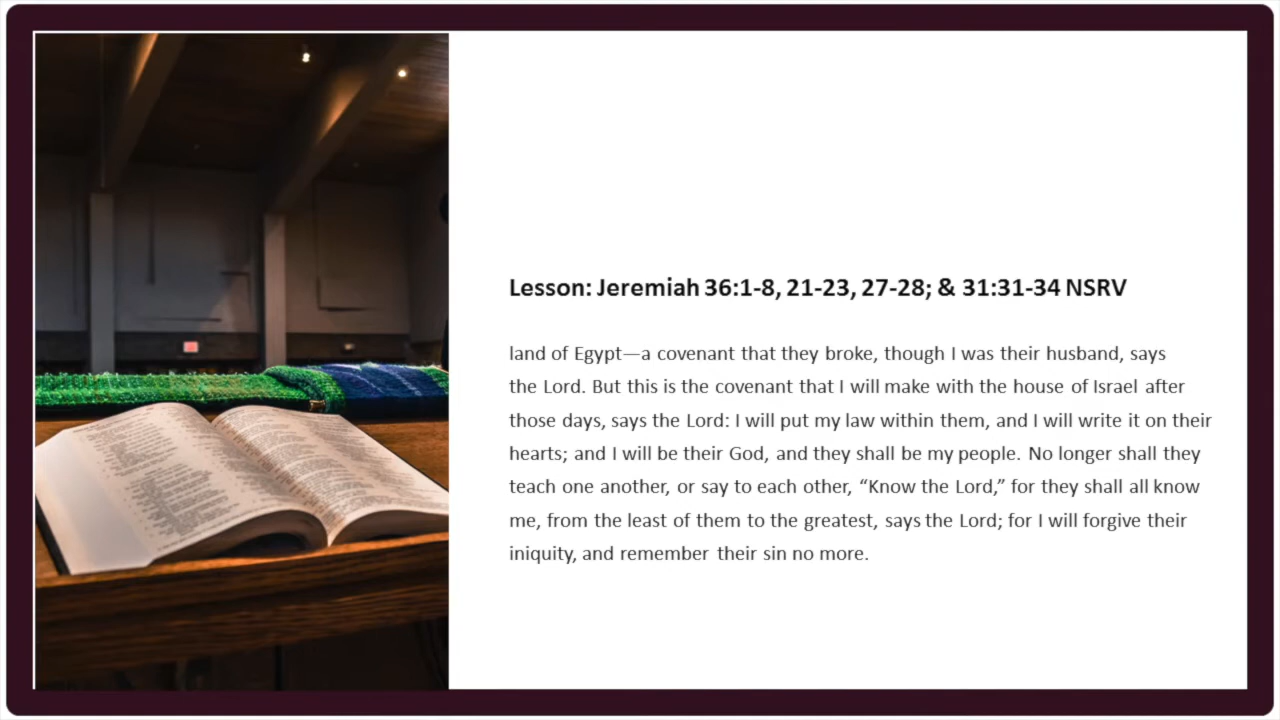 Lesson: Jeremiah 36:1-8, 21-23, 27-28; & 31:31-34 NSRV
land of Egypt—a covenant that they broke, though I was their husband, says
the Lord. But this is the covenant that I will make with the house of Israel after
those days, says the Lord: I will put my law within them, and I will write it on their
hearts; and I will be their God, and they shall be my people. No longer shall they
teach one another, or say to each other, “Know the Lord,” for they shall all know
me, from the least of them to the greatest, says the Lord; for I will forgive their
iniquity, and remember their sin no more.